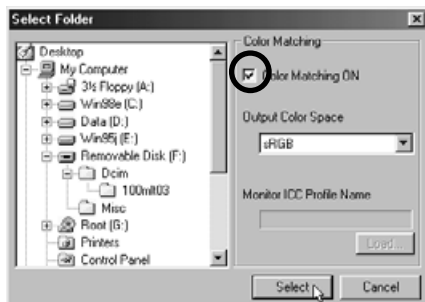 Select Folder
Desktop
My Computer
3½ Floppy (A:)
Win98e (C:)
Data (D:)
Win95j (E:)
Removable Disk (F:)
Dcim
100mlt03
Misc
Root (G:)
Printers
Control Panel
Color Matching
Color Matching ON
Output Color Space
sRGB
Monitor ICC Profile Name
Load...
Select
Cancel